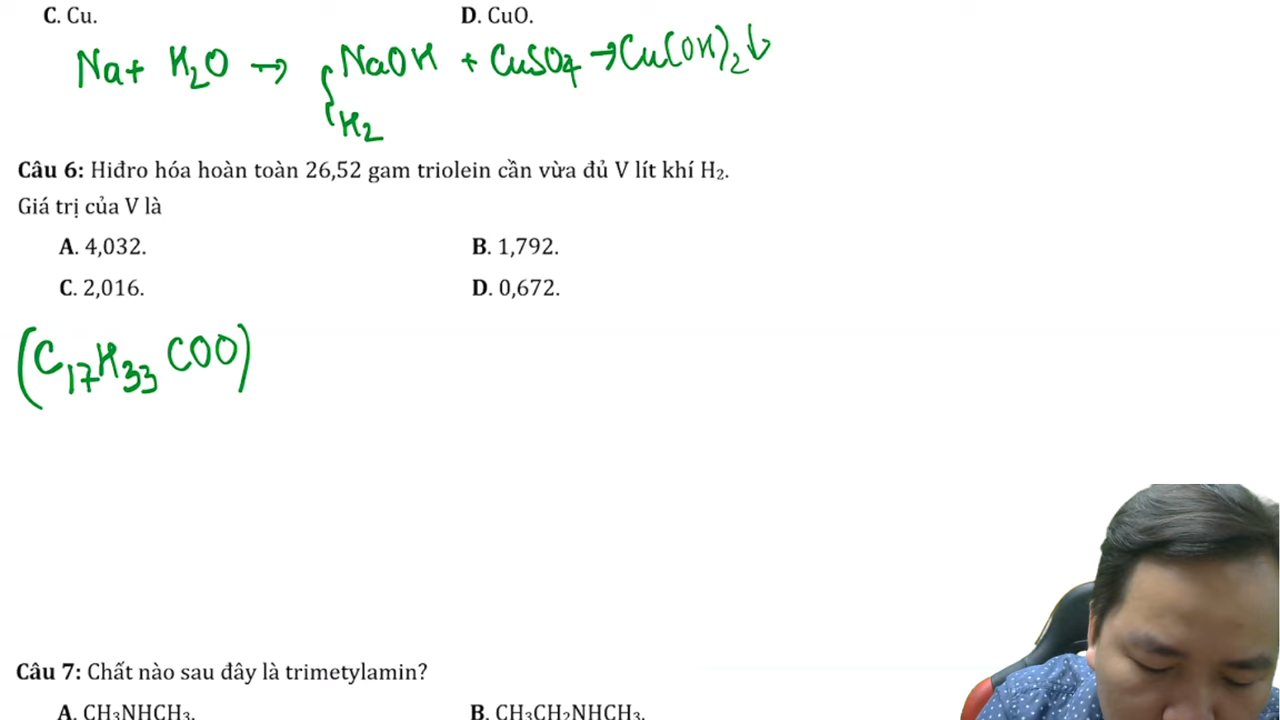 C. Cu. D. CuO.
Na + H₂O → { NaOH + CuSO₄ → Cu(OH)₂↓
H₂
Câu 6: Hiđro hóa hoàn toàn 26,52 gam triolein cần vừa đủ V lít khí H₂.
Giá trị của V là
A. 4,032. B. 1,792.
C. 2,016. D. 0,672.
(C₁₇H₃₃COO)
Câu 7: Chất nào sau đây là trimetylamin?
A. CH₃NHCH₃. B. CH₃CH₂NHCH₃.